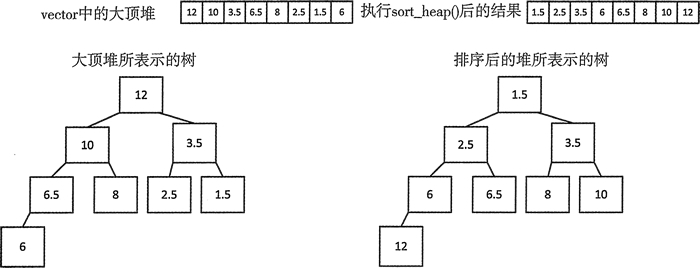 vector中的大顶堆 12 10 3.5 6.5 8 2.5 1.5 6 执行sort_heap()后的结果 1.5 2.5 3.5 6 6.5 8 10 12
大顶堆所表示的树 排序后的堆所表示的树
12 1.5
10 3.5 2.5 3.5
6.5 8 2.5 1.5 6 6.5 8 10
6 12